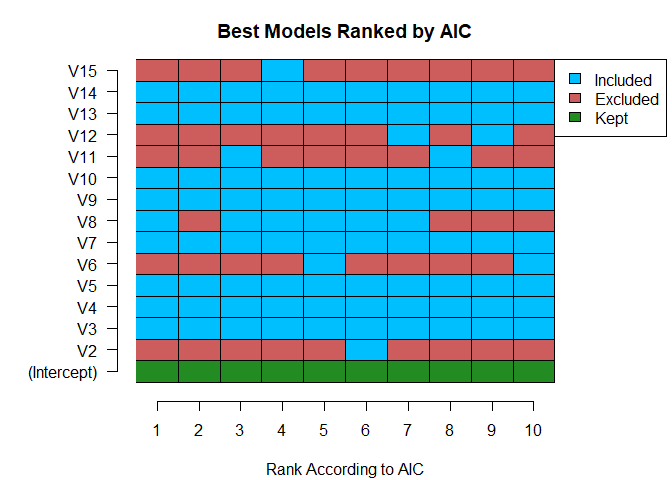 Best Models Ranked by AIC
V15
V14
V13
V12
V11
V10
V9
V8
V7
V6
V5
V4
V3
V2
(Intercept)
Included
Excluded
Kept
1 2 3 4 5 6 7 8 9 10
Rank According to AIC